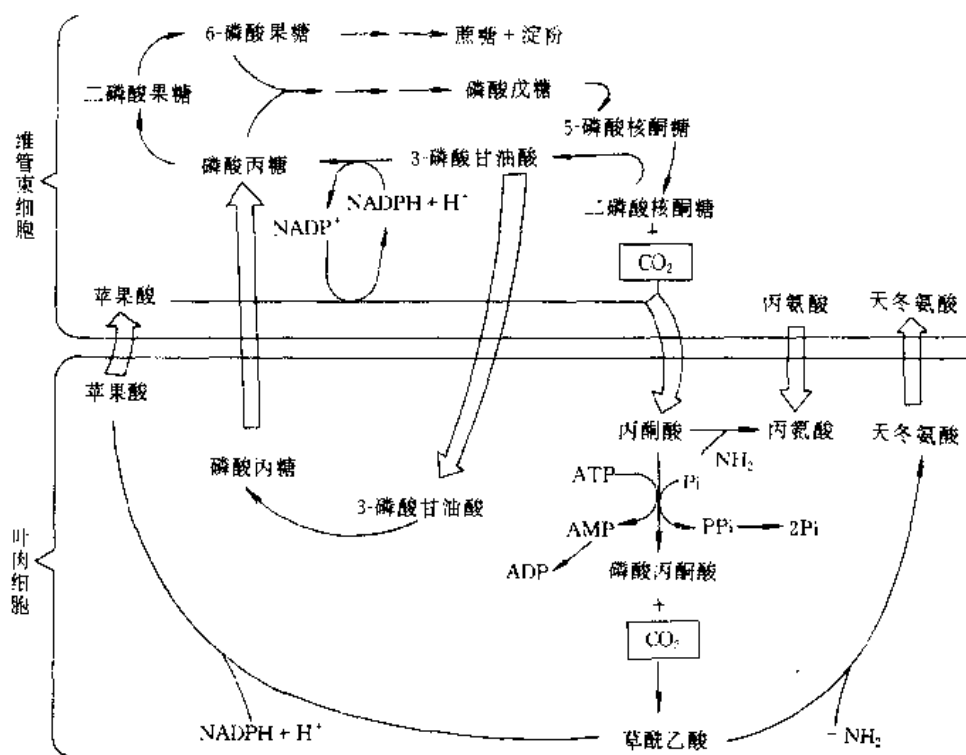 6-磷酸果糖 蔗糖 + 淀粉
二磷酸果糖 磷酸戊糖
5-磷酸核酮糖
磷酸丙糖 3-磷酸甘油酸
二磷酸核酮糖
NADP⁺ NADPH + H⁺ +
CO₂
维管束细胞
苹果酸 丙氨酸 天冬氨酸
苹果酸
丙酮酸 丙氨酸 天冬氨酸
NH₂
磷酸丙糖 ATP Pi
3-磷酸甘油酸
AMP PPi 2Pi
ADP 磷酸丙酮酸
叶肉细胞
+
CO₂
NADPH + H⁺ 草酰乙酸 - NH₂